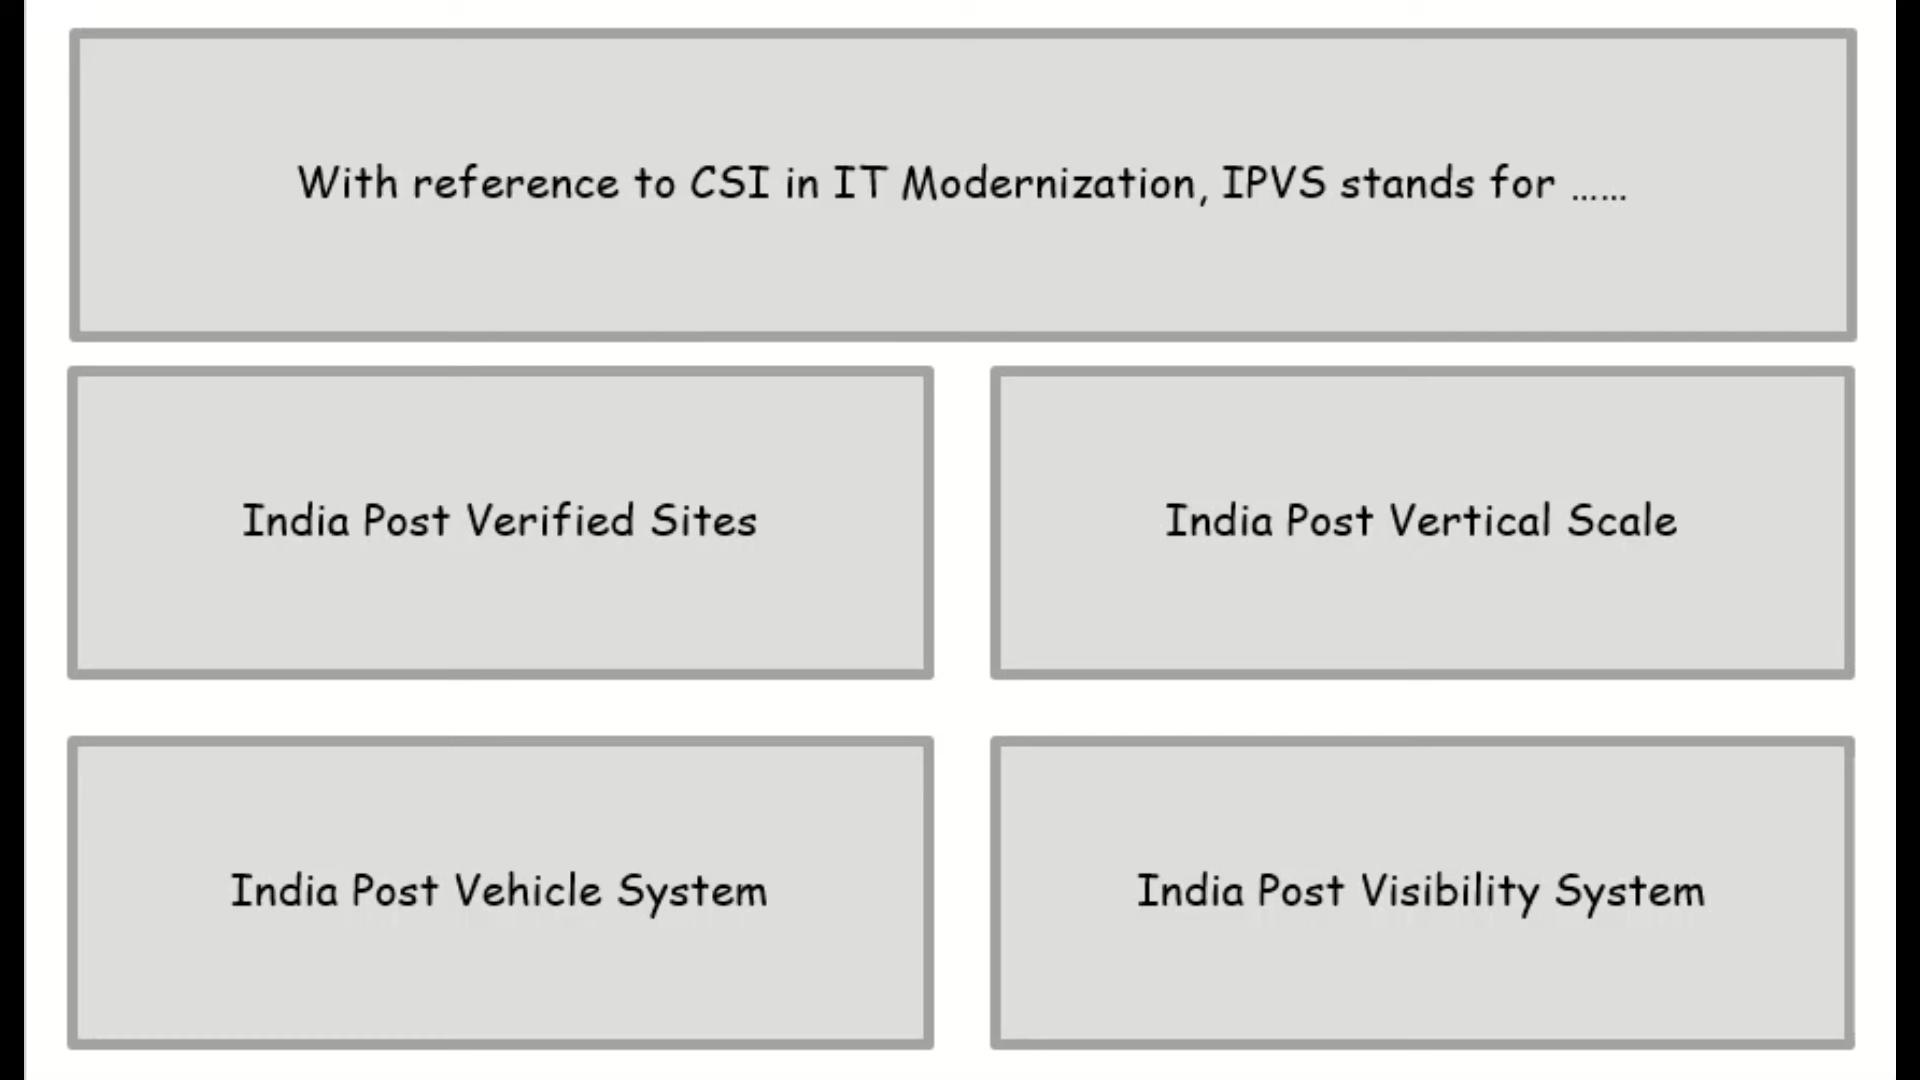 With reference to CSI in IT Modernization, IPVS stands for ......
India Post Verified Sites
India Post Vertical Scale
India Post Vehicle System
India Post Visibility System